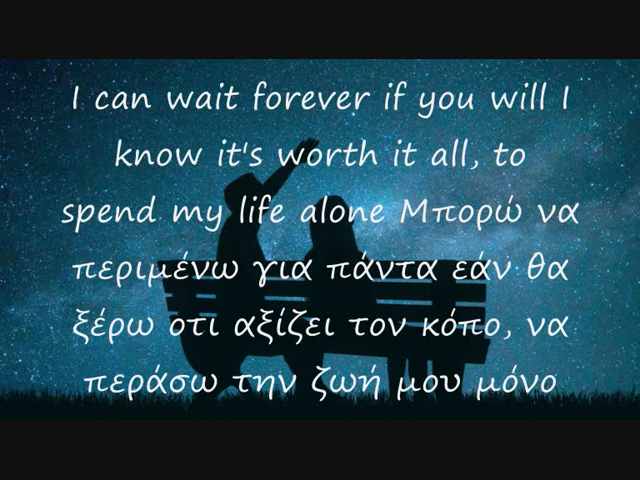 I can wait forever if you will I
know it's worth it all, to
spend my life alone Μπορώ να
περιμένω για πάντα εάν θα
ξέρω οτι αξίζει τον κόπο, να
περάσω την ζωή μου μόνο